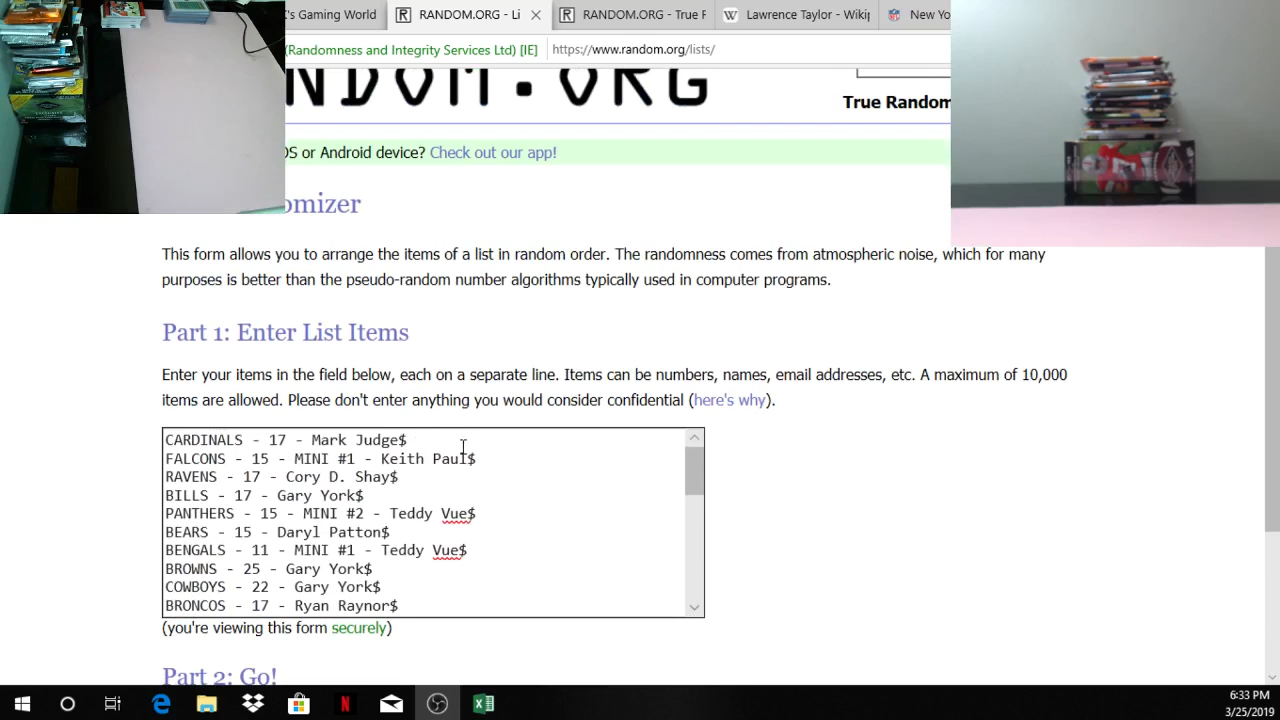 's Gaming World
RANDOM.ORG - Li
RANDOM.ORG - True R
Lawrence Taylor - Wikip
New Yo
(Randomness and Integrity Services Ltd) [IE]
https://www.random.org/lists/
NDOM.ORG
True Random
OS or Android device? Check out our app!
omizer
This form allows you to arrange the items of a list in random order. The randomness comes from atmospheric noise, which for many
purposes is better than the pseudo-random number algorithms typically used in computer programs.
Part 1: Enter List Items
Enter your items in the field below, each on a separate line. Items can be numbers, names, email addresses, etc. A maximum of 10,000
items are allowed. Please don't enter anything you would consider confidential (here's why).
CARDINALS - 17 - Mark Judge$
FALCONS - 15 - MINI #1 - Keith Paul$
RAVENS - 17 - Cory D. Shay$
BILLS - 17 - Gary York$
PANTHERS - 15 - MINI #2 - Teddy Vue$
BEARS - 15 - Daryl Patton$
BENGALS - 11 - MINI #1 - Teddy Vue$
BROWNS - 25 - Gary York$
COWBOYS - 22 - Gary York$
BRONCOS - 17 - Ryan Raynor$
(you're viewing this form securely)
Part 2: Go!
6:33 PM
3/25/2019